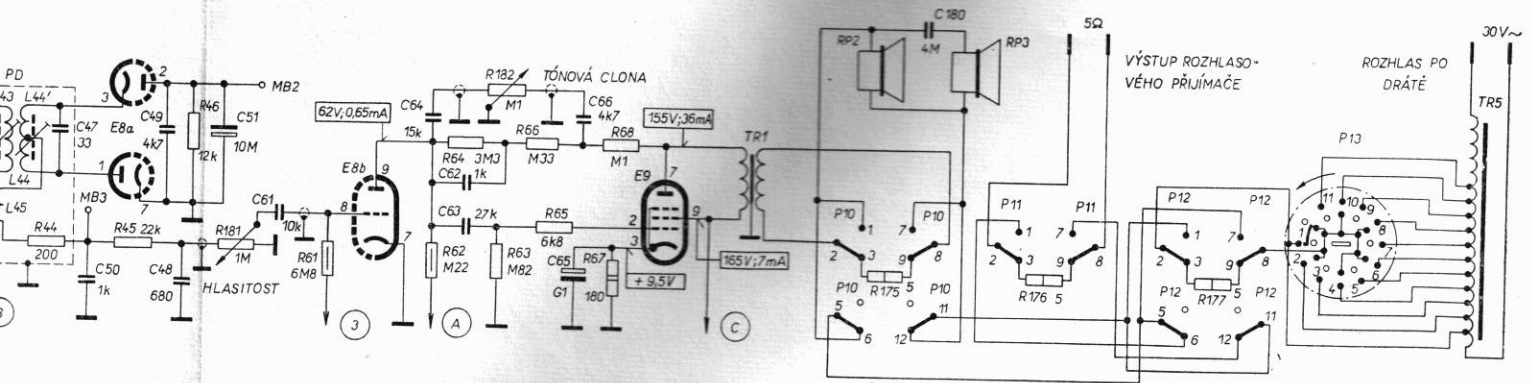 PD
43 L44'
C47
33
L44
L45
R44
200
3
2
E8a
1
7
MB2
C49
4k7
R46
12k
C51
10M
MB3
R45 22k
C50
1k
C48
680
R181
1M
HLASITOST
C61
10k
R61
6M8
62V; 0,65mA
E8b
9
8
7
3
C64
15k
R182
M1
TÓNOVÁ CLONA
C66
4k7
R64 3M3
C62 1k
R66
M33
R68
M1
C63 27k
R62
M22
R63
M82
R65
6k8
C65
G1
R67
180
+9,5V
A
155V; 36mA
E9
7
2
3
9
165V; 7mA
C
TR1
RP2
C180
4M
RP3
5Ω
VÝSTUP ROZHLASO-
VÉHO PŘIJÍMAČE
ROZHLAS PO
DRÁTĚ
30V~
TR5
P10
1
2
3
7
P10
9
8
R175 5
P10
5
6
P10
11
12
P11
1
2
3
7
P11
9
8
R176 5
P12
1
2
3
7
P12
9
8
R177 5
P12
5
6
P12
11
12
P13
11
10
9
8
7
6
5
4
3
2
1